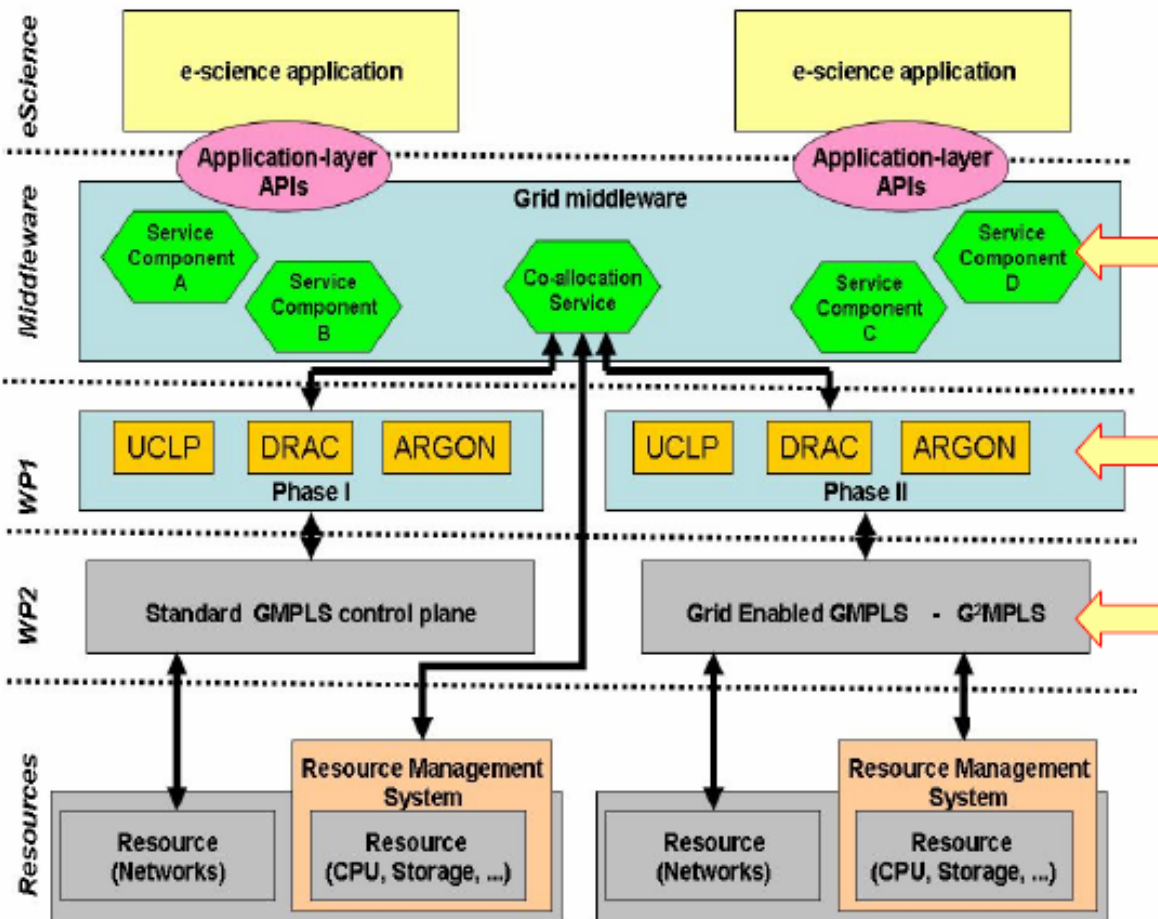 eScience
e-science application
e-science application
Application-layer
APIs
Application-layer
APIs
Middleware
Grid middleware
Service
Component
A
Service
Component
B
Co-allocation
Service
Service
Component
C
Service
Component
D
WP1
UCLP
DRAC
ARGON
Phase I
UCLP
DRAC
ARGON
Phase II
WP2
Standard GMPLS control plane
Grid Enabled GMPLS - G²MPLS
Resources
Resource Management
System
Resource
(Networks)
Resource
(CPU, Storage, ...)
Resource Management
System
Resource
(Networks)
Resource
(CPU, Storage, ...)